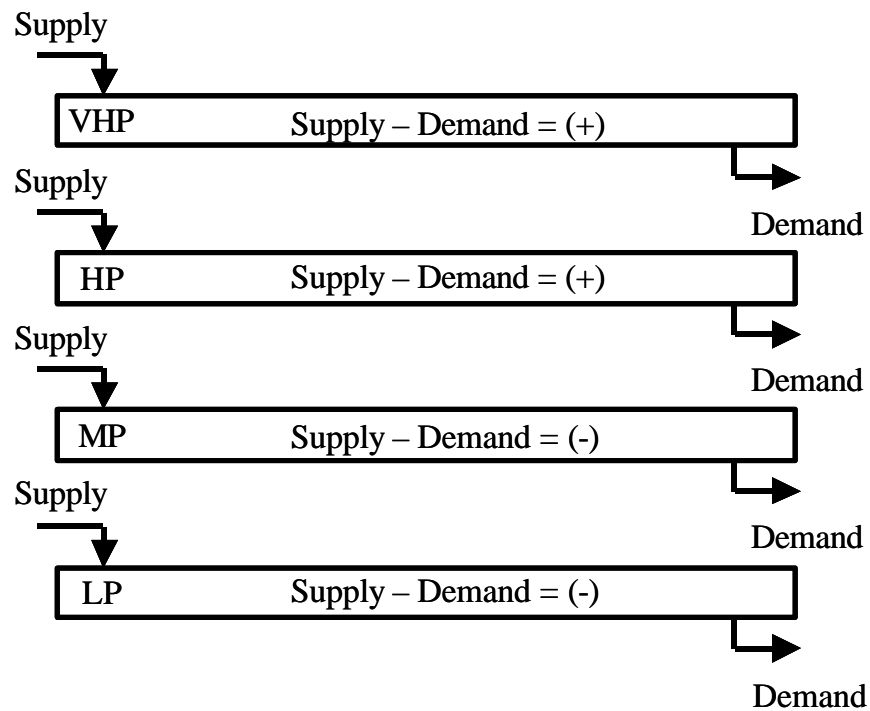 Supply
VHP Supply – Demand = (+)
Supply
Demand
HP Supply – Demand = (+)
Supply
Demand
MP Supply – Demand = (-)
Supply
Demand
LP Supply – Demand = (-)
Demand